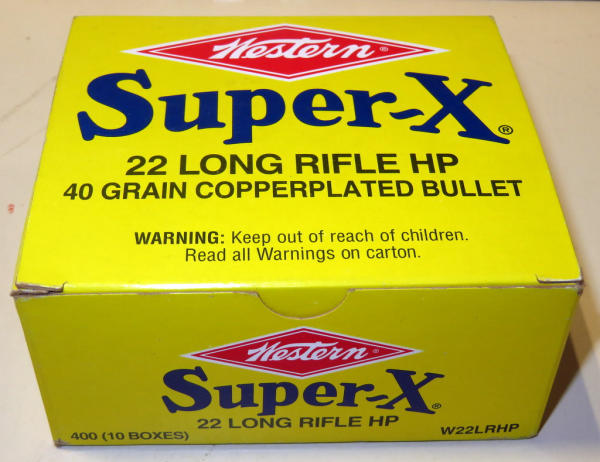 Western®
Super-X®
22 LONG RIFLE HP
40 GRAIN COPPERPLATED BULLET
WARNING: Keep out of reach of children.
Read all Warnings on carton.
Western®
Super-X®
22 LONG RIFLE HP
400 (10 BOXES)
W22LRHP